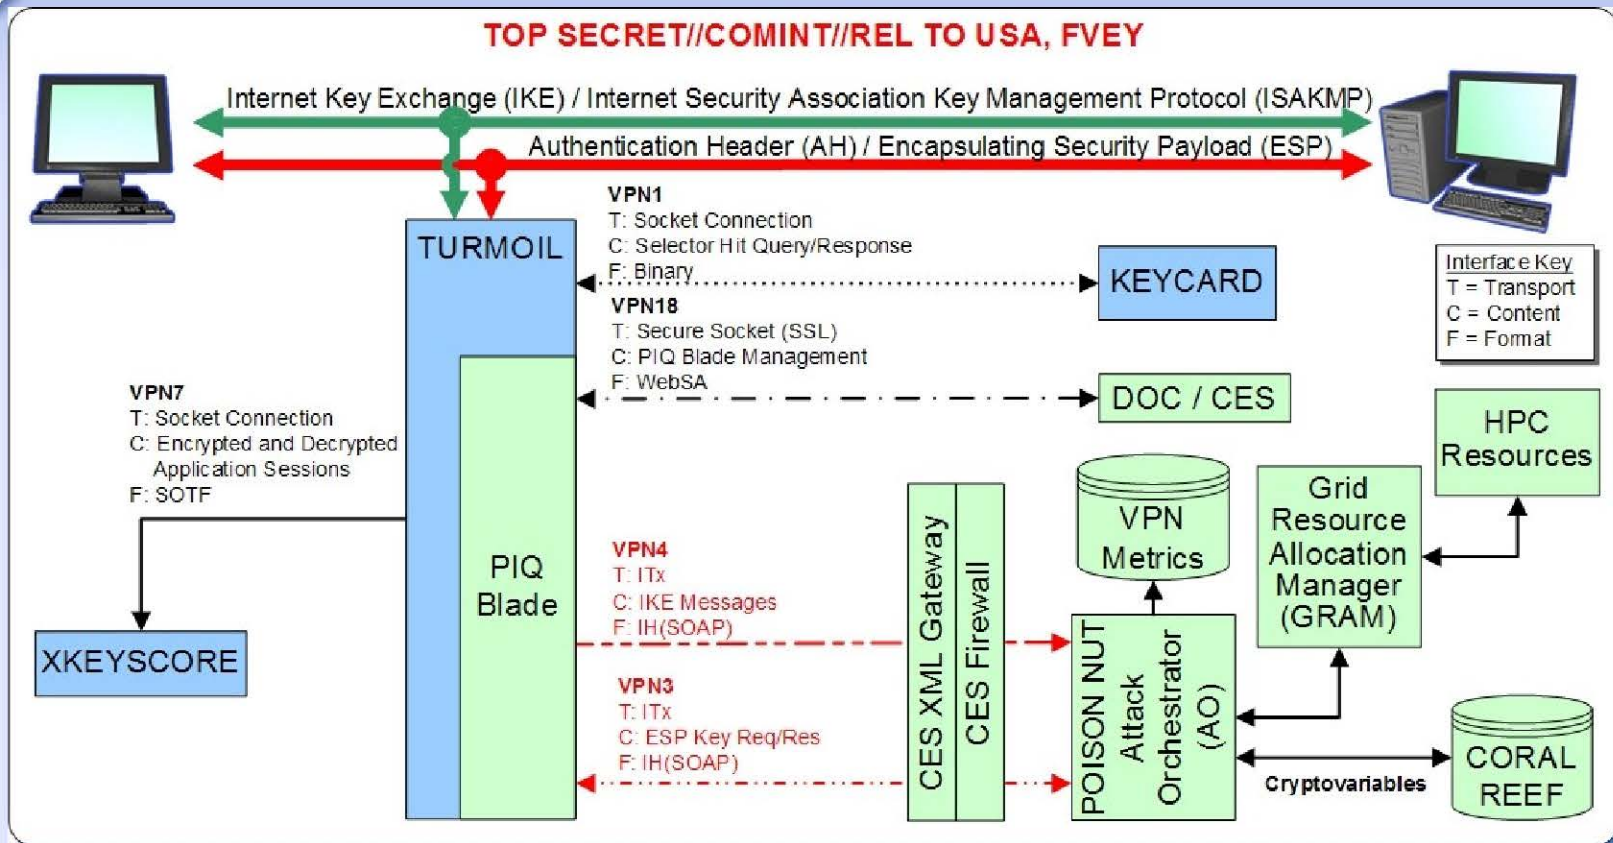 TOP SECRET//COMINT//REL TO USA, FVEY
Internet Key Exchange (IKE) / Internet Security Association Key Management Protocol (ISAKMP)
Authentication Header (AH) / Encapsulating Security Payload (ESP)
VPN1
T: Socket Connection
C: Selector Hit Query/Response
F: Binary
TURMOIL
KEYCARD
Interface Key
T = Transport
C = Content
F = Format
VPN18
T: Secure Socket (SSL)
C: PIQ Blade Management
F: WebSA
DOC / CES
VPN7
T: Socket Connection
C: Encrypted and Decrypted
Application Sessions
F: SOTF
HPC
Resources
Grid
Resource
Allocation
Manager
(GRAM)
VPN
Metrics
PIQ
Blade
VPN4
T: ITx
C: IKE Messages
F: IH(SOAP)
CES XML Gateway
CES Firewall
XKEYSCORE
VPN3
T: ITx
C: ESP Key Req/Res
F: IH(SOAP)
POISON NUT
Attack
Orchestrator
(AO)
Cryptovariables
CORAL
REEF